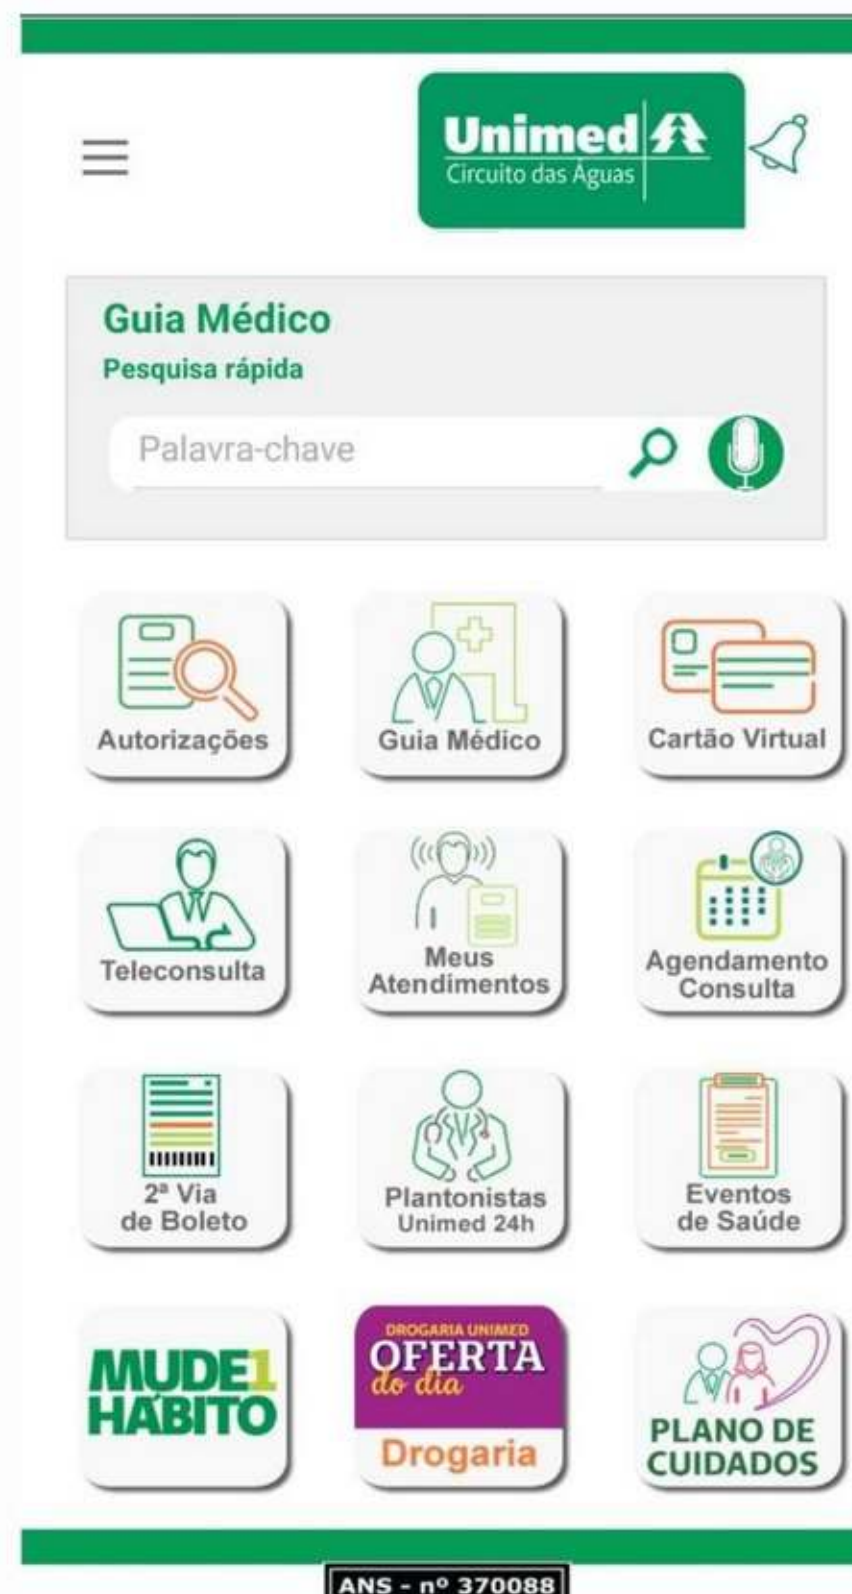 Unimed
Circuito das Águas
Guia Médico
Pesquisa rápida
Palavra-chave
Autorizações
Guia Médico
Cartão Virtual
Teleconsulta
Meus
Atendimentos
Agendamento
Consulta
2ª Via
de Boleto
Plantonistas
Unimed 24h
Eventos
de Saúde
MUDE1
HÁBITO
DROGARIA UNIMED
OFERTA
do dia
Drogaria
PLANO DE
CUIDADOS
ANS - nº 370088